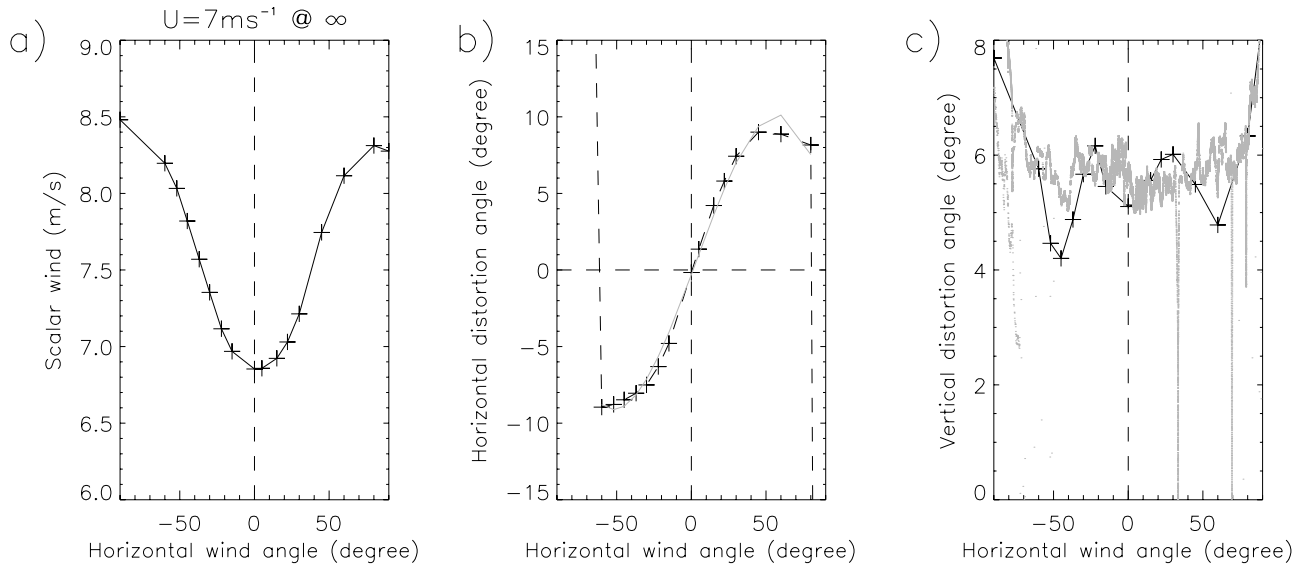 U=7ms⁻¹ @ ∞
a)
9.0
8.5
8.0
7.5
7.0
6.5
6.0
Scalar wind (m/s)
−50 0 50
Horizontal wind angle (degree)
b)
15
10
5
0
−5
−10
−15
Horizontal distortion angle (degree)
−50 0 50
Horizontal wind angle (degree)
c)
8
6
4
2
0
Vertical distortion angle (degree)
−50 0 50
Horizontal wind angle (degree)